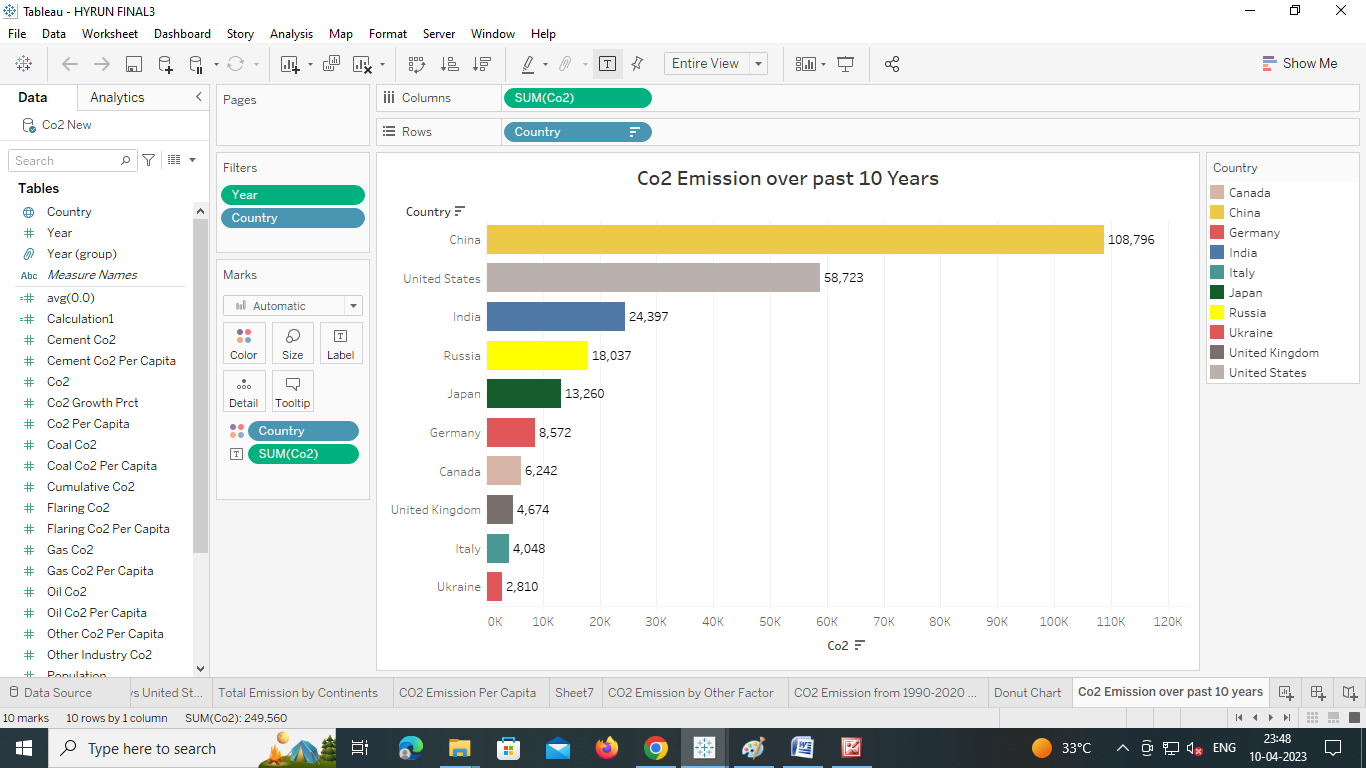 Tableau - HYRUN FINAL3
File Data Worksheet Dashboard Story Analysis Map Format Server Window Help
Entire View
Show Me
Data Analytics
Co2 New
Search
Tables
Country
Year
Year (group)
Abc Measure Names
avg(0.0)
Calculation1
Cement Co2
Cement Co2 Per Capita
Co2
Co2 Growth Prct
Co2 Per Capita
Coal Co2
Coal Co2 Per Capita
Cumulative Co2
Flaring Co2
Flaring Co2 Per Capita
Gas Co2
Gas Co2 Per Capita
Oil Co2
Oil Co2 Per Capita
Other Co2 Per Capita
Other Industry Co2
Population
Pages
Filters
Year
Country
Marks
Automatic
Color Size Label
Detail Tooltip
Country
SUM(Co2)
Columns SUM(Co2)
Rows Country
Co2 Emission over past 10 Years
Country
China 108,796
United States 58,723
India 24,397
Russia 18,037
Japan 13,260
Germany 8,572
Canada 6,242
United Kingdom 4,674
Italy 4,048
Ukraine 2,810
0K 10K 20K 30K 40K 50K 60K 70K 80K 90K 100K 110K 120K
Co2
Country
Canada
China
Germany
India
Italy
Japan
Russia
Ukraine
United Kingdom
United States
Data Source /s United St... Total Emission by Continents CO2 Emission Per Capita Sheet7 CO2 Emission by Other Factor CO2 Emission from 1990-2020 ... Donut Chart Co2 Emission over past 10 years
10 marks 10 rows by 1 column SUM(Co2): 249,560
Type here to search
33°C ENG 23:48
10-04-2023